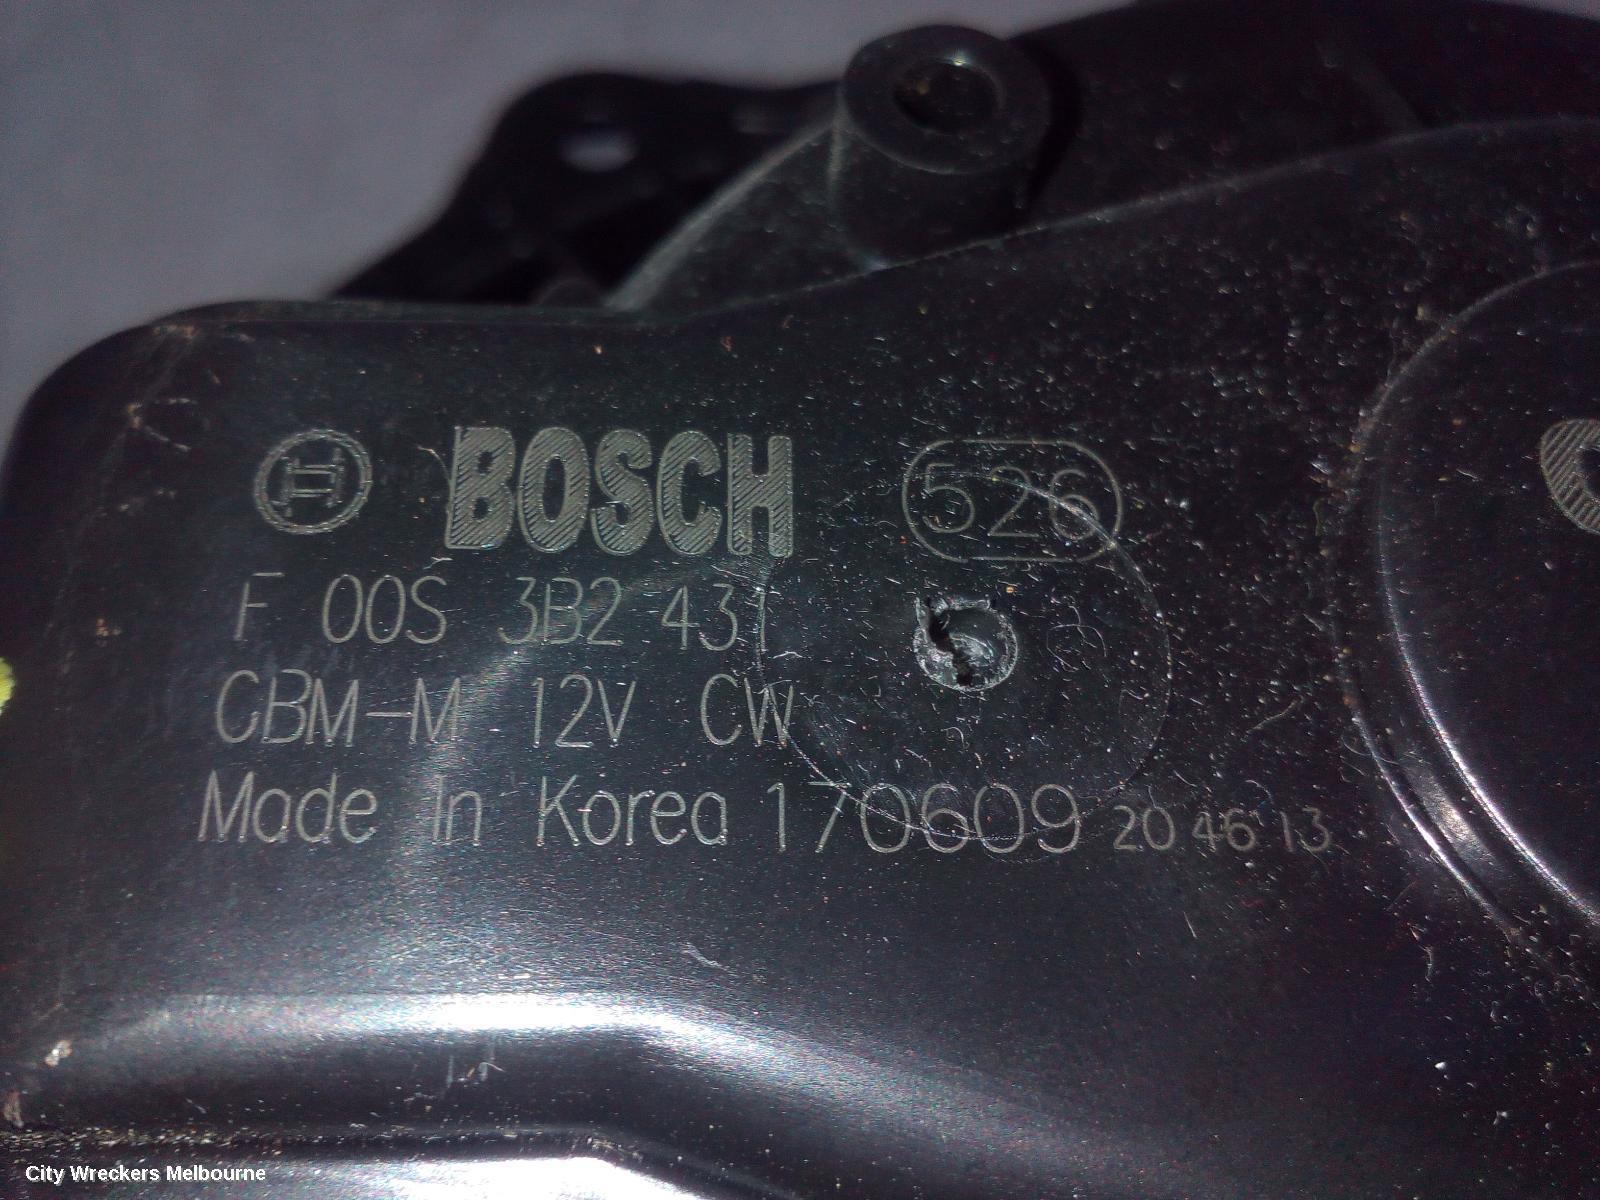 BOSCH 526
F 00S 3B2 431
CBM-M 12V CW
Made In Korea 170609 20 46 13
City Wreckers Melbourne